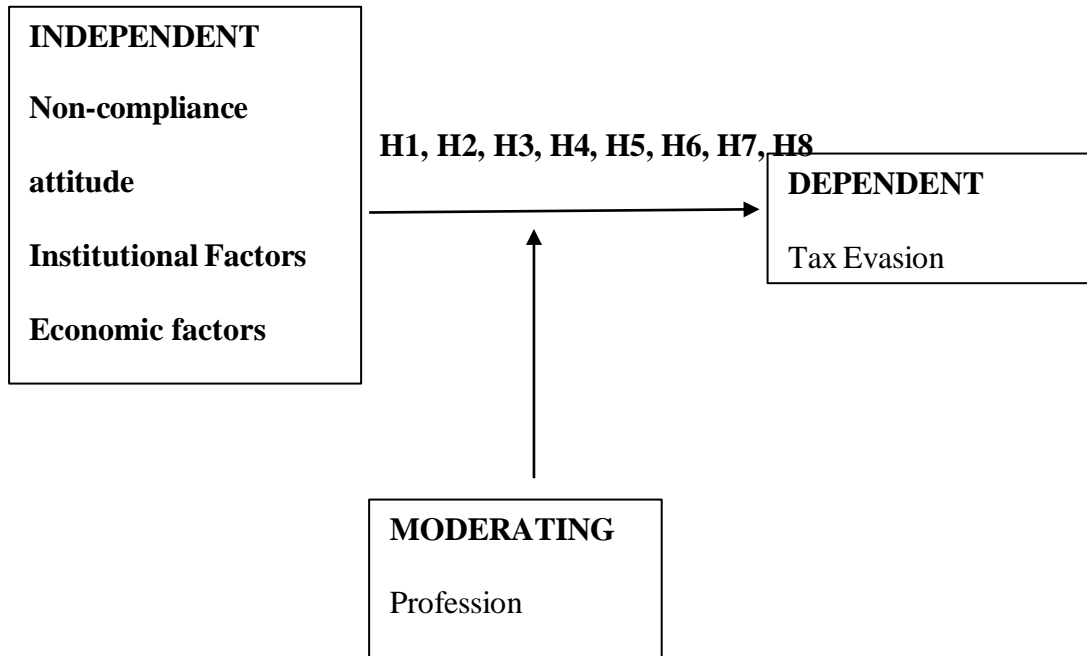 INDEPENDENT
Non-compliance
attitude
Institutional Factors
Economic factors
H1, H2, H3, H4, H5, H6, H7, H8
DEPENDENT
Tax Evasion
MODERATING
Profession